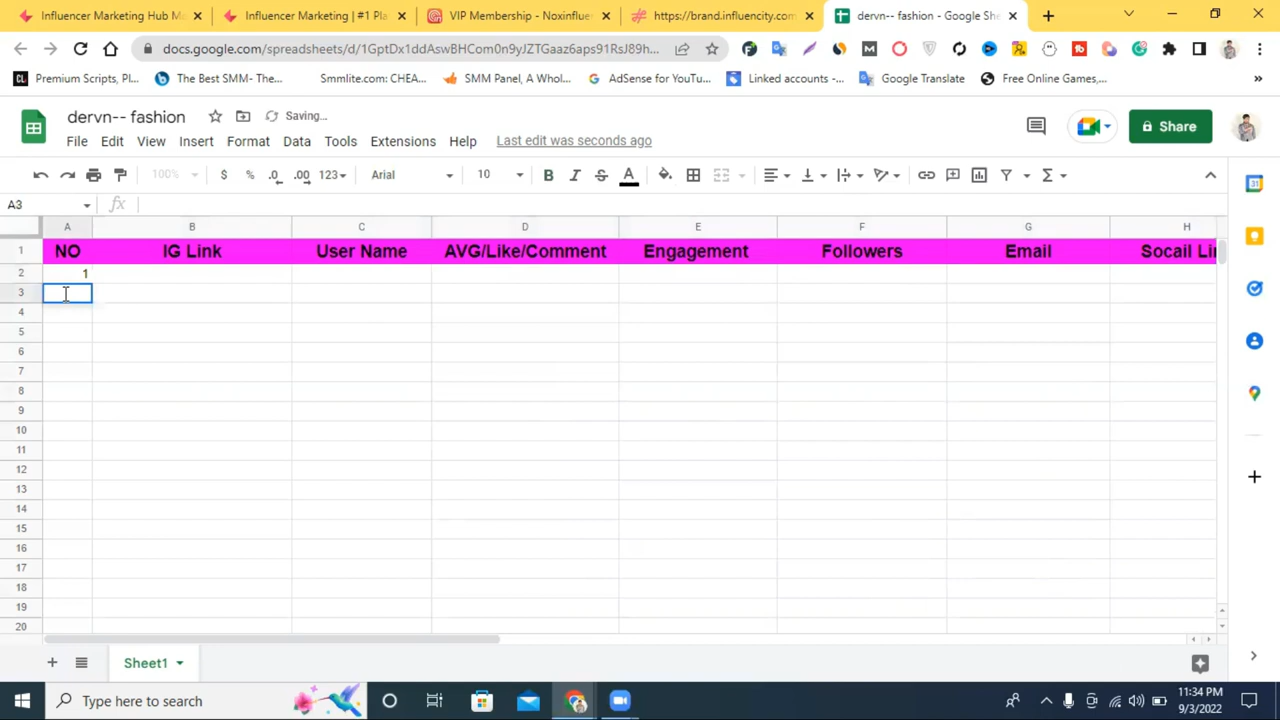 Influencer Marketing Hub M
Influencer Marketing | #1 Pla
VIP Membership - Noxinflue
https://brand.influencity.com
dervn-- fashion - Google She
docs.google.com/spreadsheets/d/1GptDx1ddAswBHCom0n9yJZTGaaz6aps91RsJ89h...
Premium Scripts, Pl...
The Best SMM- The...
Smmlite.com: CHEA...
SMM Panel, A Whol...
AdSense for YouTu...
Linked accounts -...
Google Translate
Free Online Games,...
dervn-- fashion
Saving...
File Edit View Insert Format Data Tools Extensions Help Last edit was seconds ago
Share
100% $ % .0 .00 123 Arial 10 B I S A
A3 fx
A B C D E F G H
1 NO IG Link User Name AVG/Like/Comment Engagement Followers Email Socail Lin
2 1
3
4
5
6
7
8
9
10
11
12
13
14
15
16
17
18
19
20
Sheet1
Type here to search
11:34 PM
9/3/2022